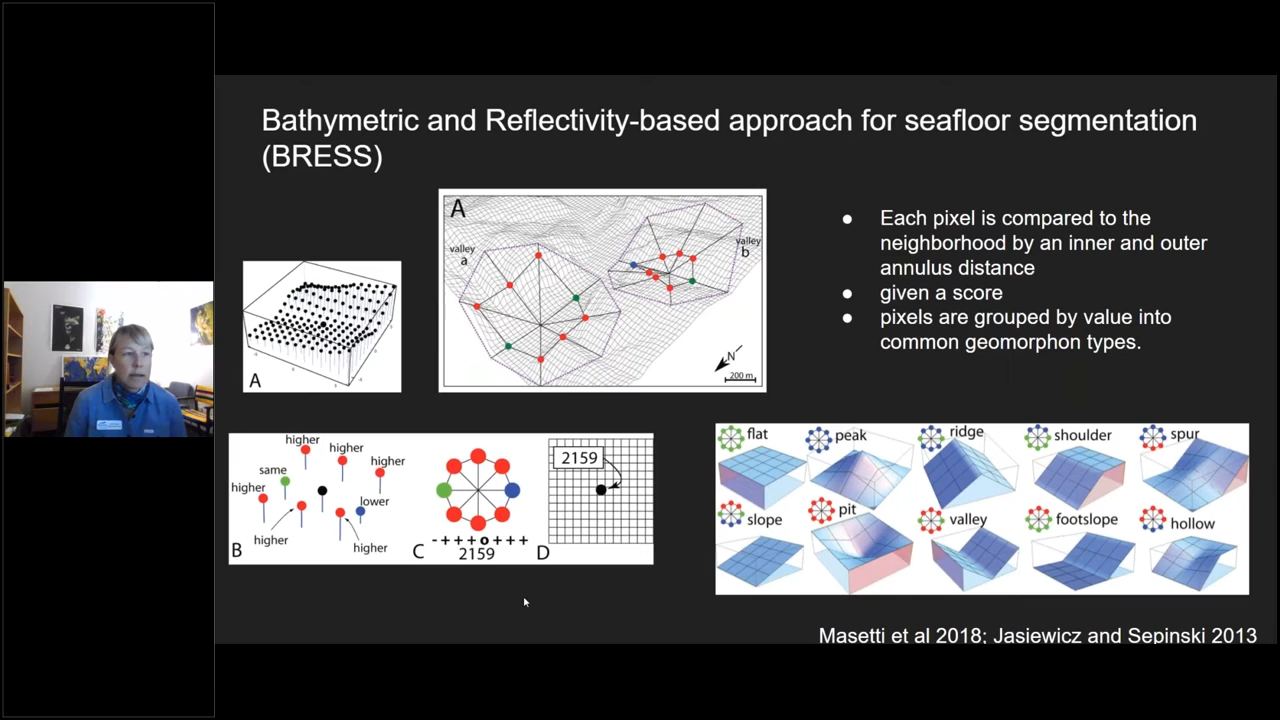 Bathymetric and Reflectivity-based approach for seafloor segmentation
(BRESS)
A
valley
a
valley
b
N
200 m
A
● Each pixel is compared to the
neighborhood by an inner and outer
annulus distance
● given a score
● pixels are grouped by value into
common geomorphon types.
higher
higher
higher
same
higher
lower
higher
higher
B
- + + + o + + +
2159
C
2159
D
flat
peak
ridge
shoulder
spur
slope
pit
valley
footslope
hollow
Masetti et al 2018; Jasiewicz and Sepinski 2013